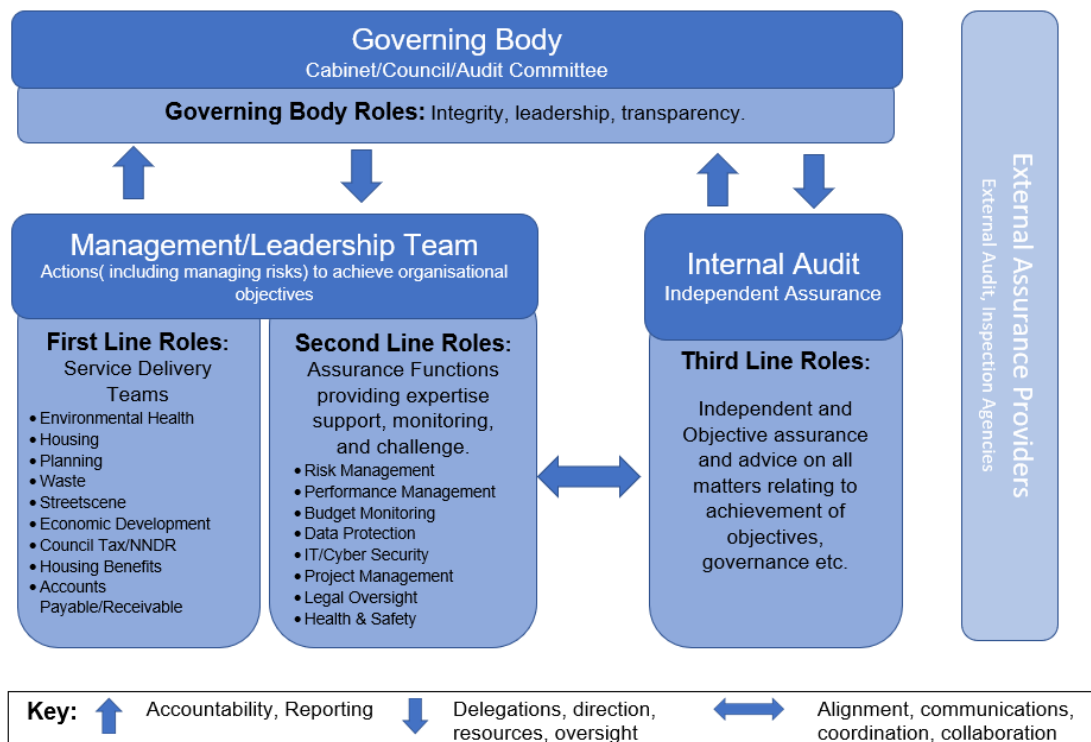 Governing Body
Cabinet/Council/Audit Committee
Governing Body Roles: Integrity, leadership, transparency.
Management/Leadership Team
Actions( including managing risks) to achieve organisational
objectives
First Line Roles:
Service Delivery
Teams
• Environmental Health
• Housing
• Planning
• Waste
• Streetscene
• Economic Development
• Council Tax/NNDR
• Housing Benefits
• Accounts
Payable/Receivable
Second Line Roles:
Assurance Functions
providing expertise
support, monitoring,
and challenge.
• Risk Management
• Performance Management
• Budget Monitoring
• Data Protection
• IT/Cyber Security
• Project Management
• Legal Oversight
• Health & Safety
Internal Audit
Independent Assurance
Third Line Roles:
Independent and
Objective assurance
and advice on all
matters relating to
achievement of
objectives,
governance etc.
External Assurance Providers
External Audit, Inspection Agencies
Key:
Accountability, Reporting
Delegations, direction,
resources, oversight
Alignment, communications,
coordination, collaboration